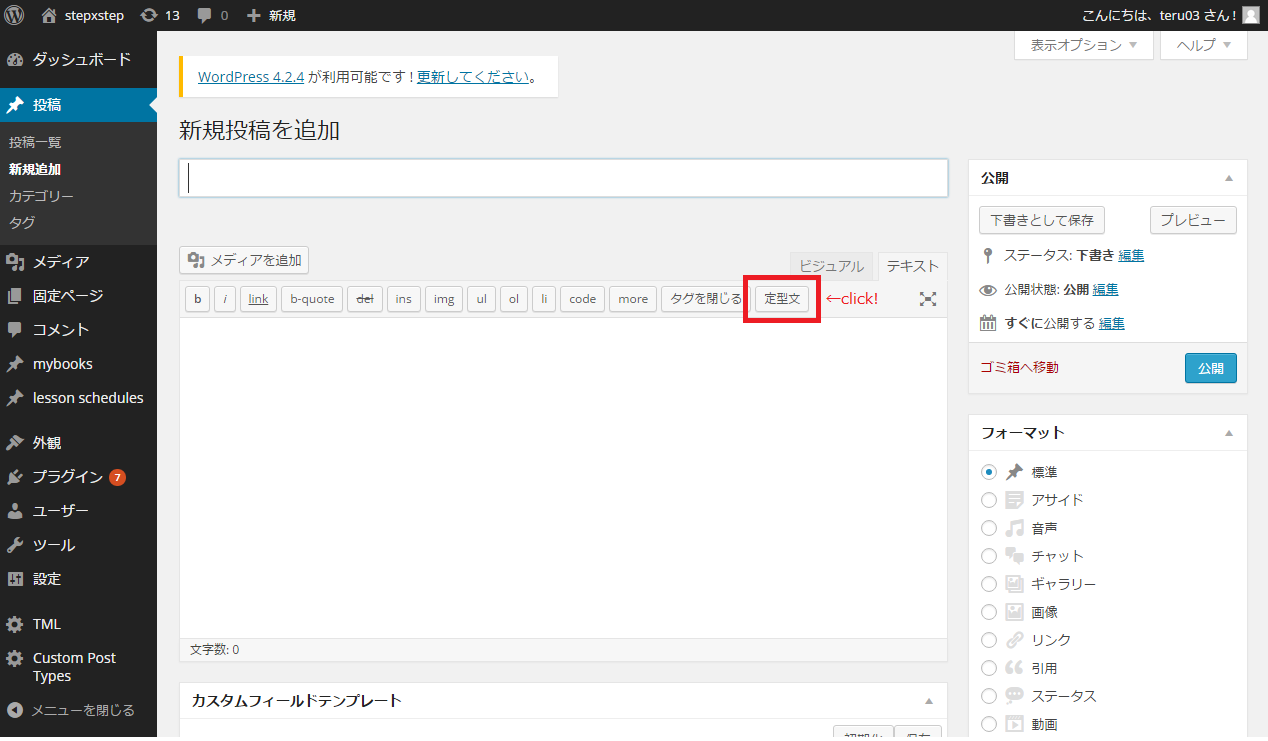 stepxstep 13 0 新規 こんにちは、teru03 さん!
ダッシュボード
投稿
投稿一覧
新規追加
カテゴリー
タグ
メディア
固定ページ
コメント
mybooks
lesson schedules
外観
プラグイン 7
ユーザー
ツール
設定
TML
Custom Post
Types
メニューを閉じる
表示オプション ヘルプ
WordPress 4.2.4 が利用可能です ! 更新してください。
新規投稿を追加
メディアを追加
ビジュアル テキスト
b i link b-quote del ins img ul ol li code more タグを閉じる 定型文 ←click!
文字数: 0
カスタムフィールドテンプレート
初期化 保存
公開
下書きとして保存 プレビュー
ステータス: 下書き 編集
公開状態: 公開 編集
すぐに公開する 編集
ゴミ箱へ移動 公開
フォーマット
標準
アサイド
音声
チャット
ギャラリー
画像
リンク
引用
ステータス
動画